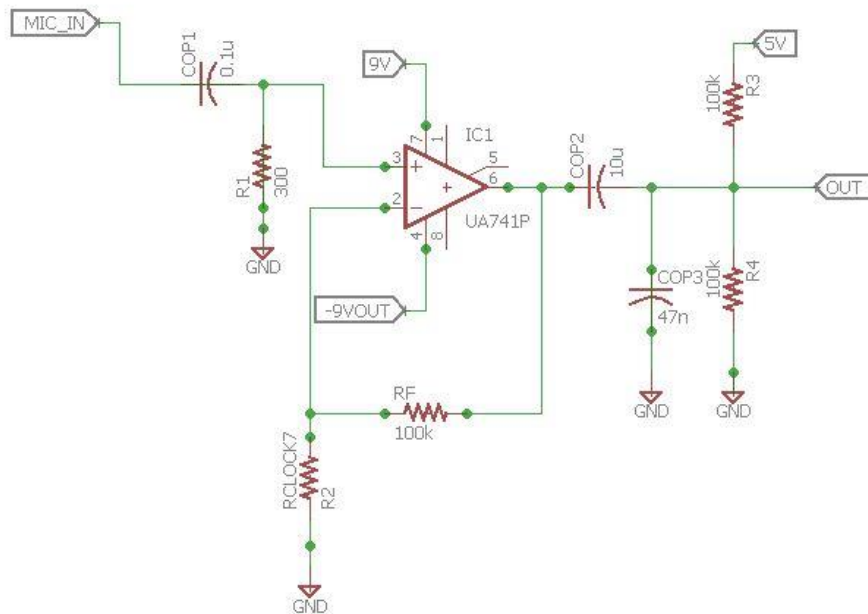 MIC_IN
COP1
0.1u
R1
300
GND
9V
7
1
IC1
3
+
5
+
6
2
-
UA741P
4
8
-9VOUT
COP2
10u
5V
100k
R3
OUT
COP3
47n
100k
R4
GND
GND
RF
100k
RCLOCK7
R2
GND